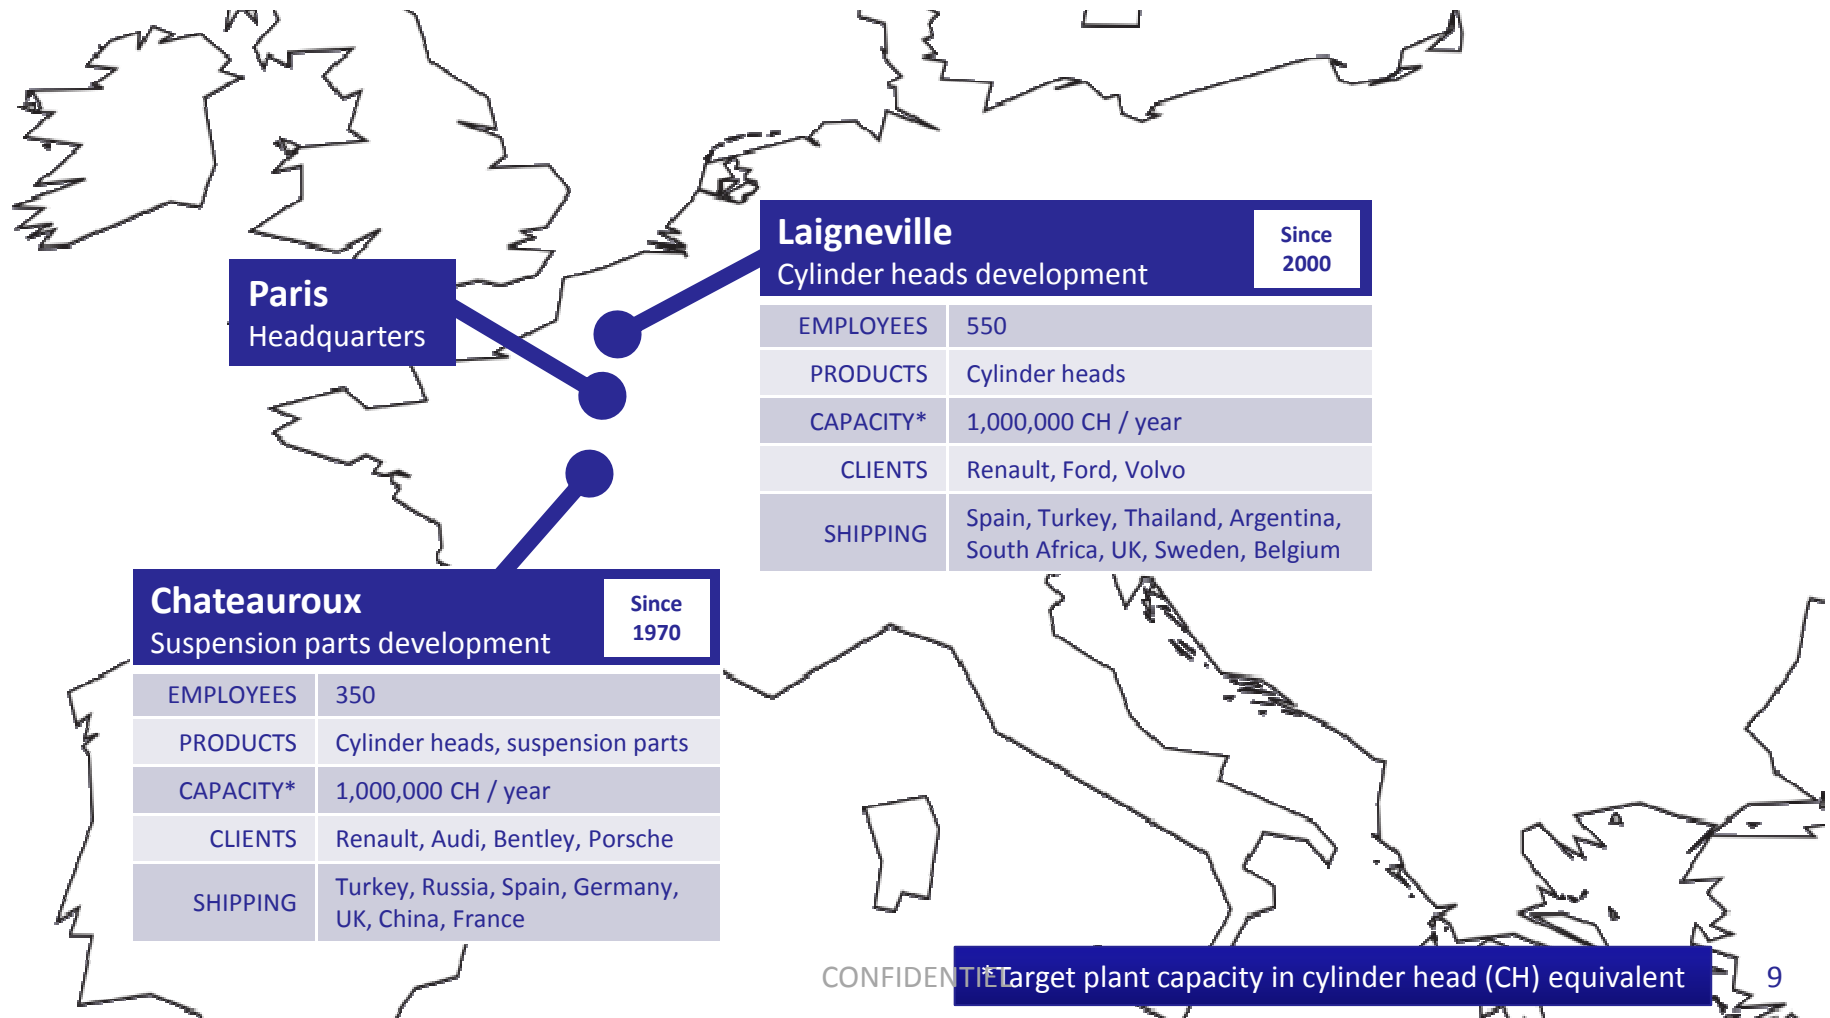 Paris
Headquarters
Laigneville
Cylinder heads development
Since
2000
EMPLOYEES 550
PRODUCTS Cylinder heads
CAPACITY* 1,000,000 CH / year
CLIENTS Renault, Ford, Volvo
SHIPPING Spain, Turkey, Thailand, Argentina,
South Africa, UK, Sweden, Belgium
Chateauroux
Suspension parts development
Since
1970
EMPLOYEES 350
PRODUCTS Cylinder heads, suspension parts
CAPACITY* 1,000,000 CH / year
CLIENTS Renault, Audi, Bentley, Porsche
SHIPPING Turkey, Russia, Spain, Germany,
UK, China, France
CONFIDENTIEL
*Target plant capacity in cylinder head (CH) equivalent
9